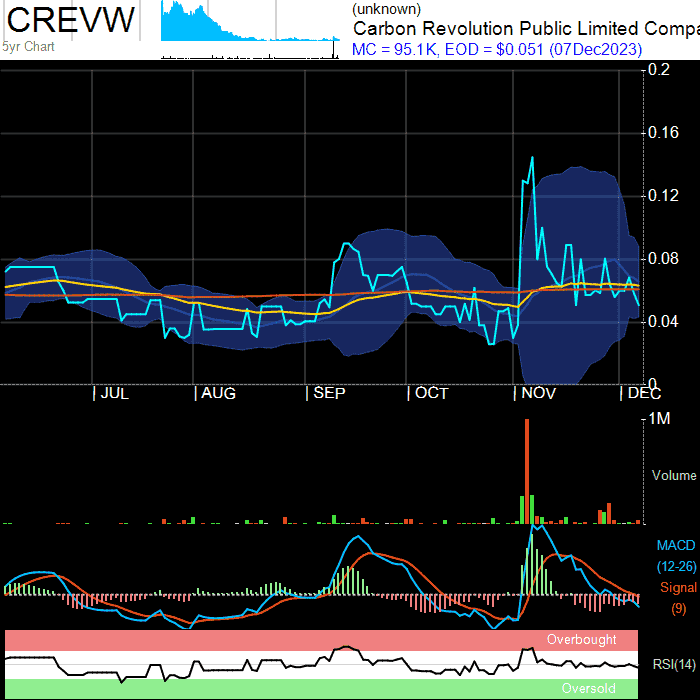 CREVW
5yr Chart
(unknown)
Carbon Revolution Public Limited Compa
MC = 95.1K, EOD = $0.051 (07Dec2023)
0.2
0.16
0.12
0.08
0.04
0
JUL AUG SEP OCT NOV DEC
1M
Volume
MACD
(12-26)
Signal
(9)
Overbought
RSI(14)
Oversold